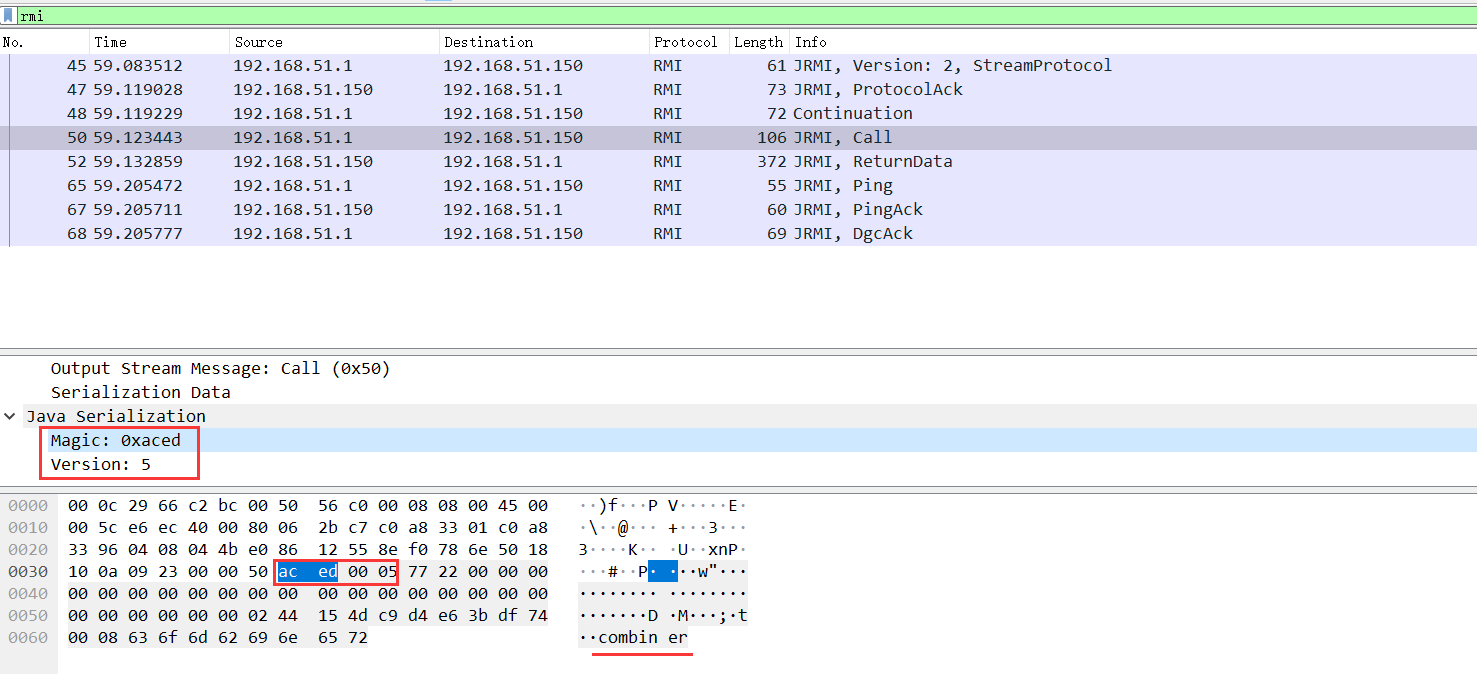 rmi
No. Time Source Destination Protocol Length Info
45 59.083512 192.168.51.1 192.168.51.150 RMI 61 JRMI, Version: 2, StreamProtocol
47 59.119028 192.168.51.150 192.168.51.1 RMI 73 JRMI, ProtocolAck
48 59.119229 192.168.51.1 192.168.51.150 RMI 72 Continuation
50 59.123443 192.168.51.1 192.168.51.150 RMI 106 JRMI, Call
52 59.132859 192.168.51.150 192.168.51.1 RMI 372 JRMI, ReturnData
65 59.205472 192.168.51.1 192.168.51.150 RMI 55 JRMI, Ping
67 59.205711 192.168.51.150 192.168.51.1 RMI 60 JRMI, PingAck
68 59.205777 192.168.51.1 192.168.51.150 RMI 69 JRMI, DgcAck
Output Stream Message: Call (0x50)
Serialization Data
Java Serialization
Magic: 0xaced
Version: 5
0000 00 0c 29 66 c2 bc 00 50 56 c0 00 08 08 00 45 00 ··)f···P V·····E·
0010 00 5c e6 ec 40 00 80 06 2b c7 c0 a8 33 01 c0 a8 ·\··@··· +···3···
0020 33 96 04 08 04 4b e0 86 12 55 8e f0 78 6e 50 18 3····K·· ·U··xnP·
0030 10 0a 09 23 00 00 50 ac ed 00 05 77 22 00 00 00 ···#··P· ···w"···
0040 00 00 00 00 00 00 00 00 00 00 00 00 00 00 00 00 ········ ········
0050 00 00 00 00 00 00 02 44 15 4d c9 d4 e6 3b df 74 ·······D ·M···;·t
0060 00 08 63 6f 6d 62 69 6e 65 72 ··combin er